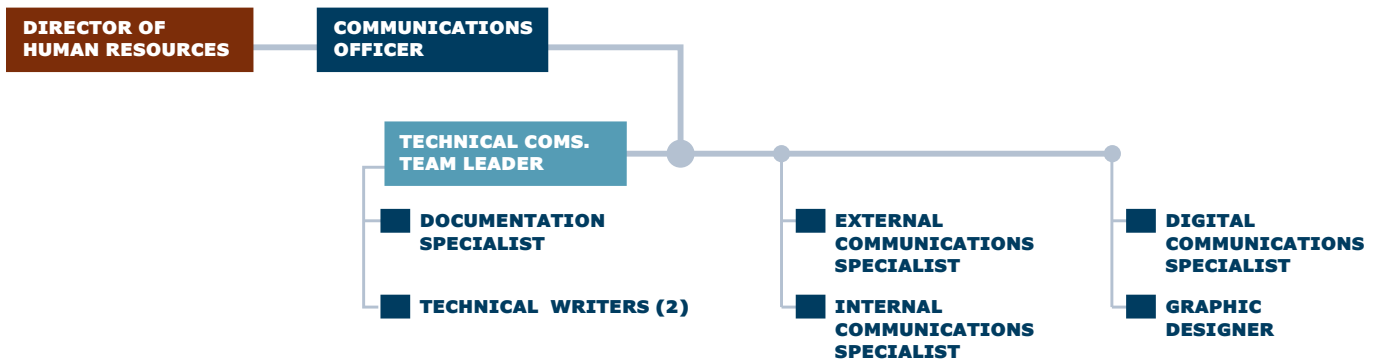 DIRECTOR OF
HUMAN RESOURCES
COMMUNICATIONS
OFFICER
TECHNICAL COMS.
TEAM LEADER
DOCUMENTATION
SPECIALIST
TECHNICAL WRITERS (2)
EXTERNAL
COMMUNICATIONS
SPECIALIST
INTERNAL
COMMUNICATIONS
SPECIALIST
DIGITAL
COMMUNICATIONS
SPECIALIST
GRAPHIC
DESIGNER